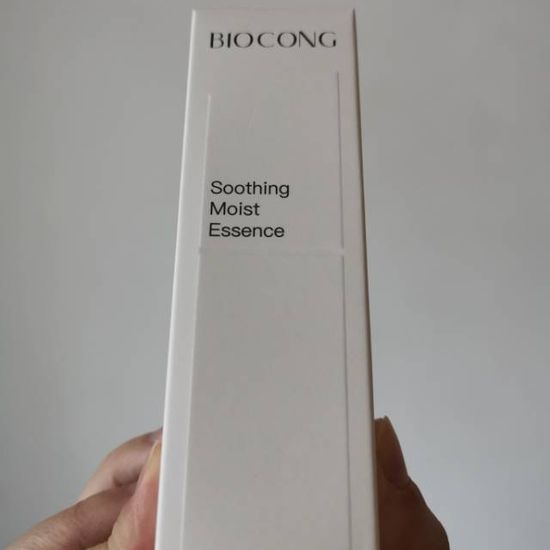 BIOCONG
Soothing
Moist
Essence